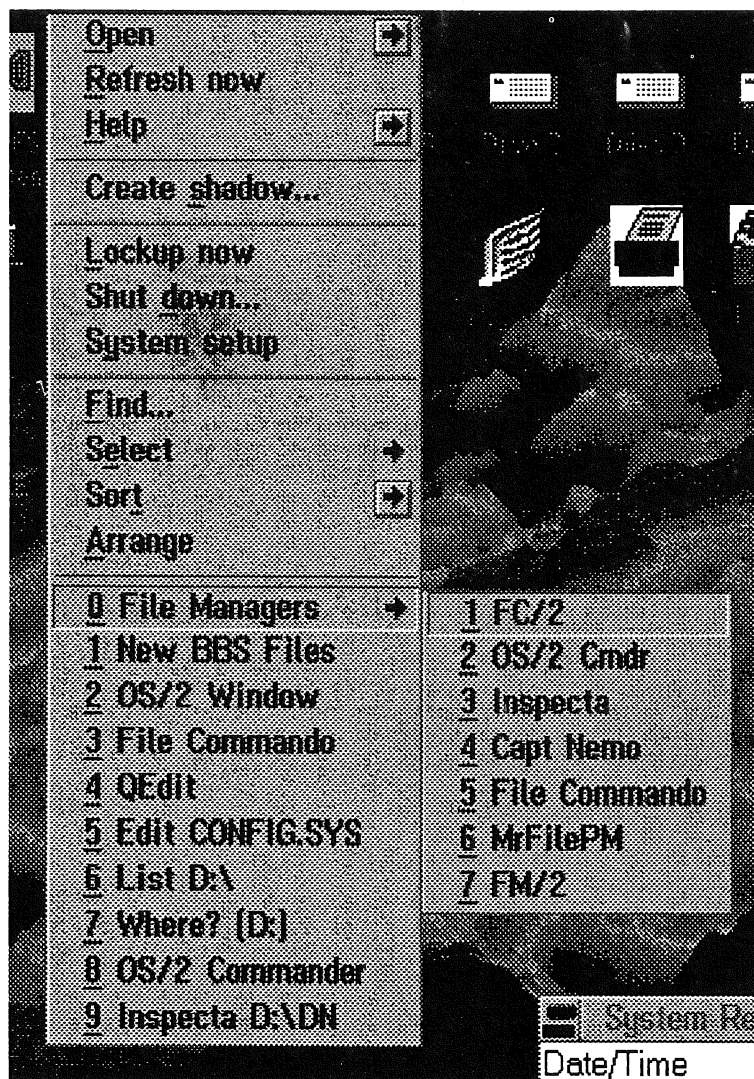 Open
Refresh now
Help
Create shadow...
Lockup now
Shut down...
System setup
Find...
Select
Sort
Arrange
0 File Managers
1 New BBS Files
2 OS/2 Window
3 File Commando
4 QEdit
5 Edit CONFIG.SYS
6 List D:\
7 Where? (D:)
8 OS/2 Commander
9 Inspecta D:\DN
1 FC/2
2 OS/2 Cmdr
3 Inspecta
4 Capt Nemo
5 File Commando
6 MrFilePM
7 FM/2
System Re
Date/Time